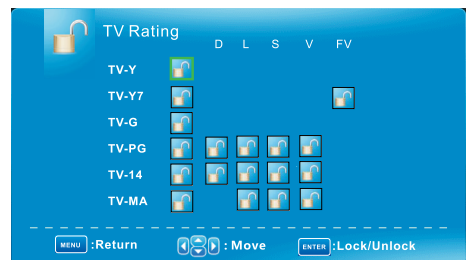 TV Rating
D L S V FV
TV-Y
TV-Y7
TV-G
TV-PG
TV-14
TV-MA
MENU :Return : Move ENTER :Lock/Unlock